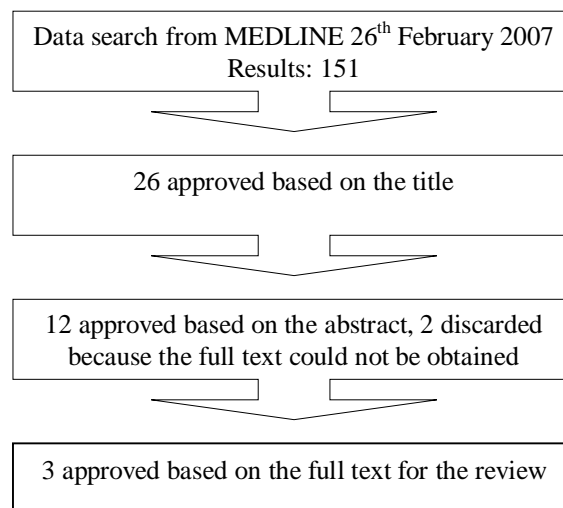 Data search from MEDLINE 26th February 2007
Results: 151
26 approved based on the title
12 approved based on the abstract, 2 discarded
because the full text could not be obtained
3 approved based on the full text for the review